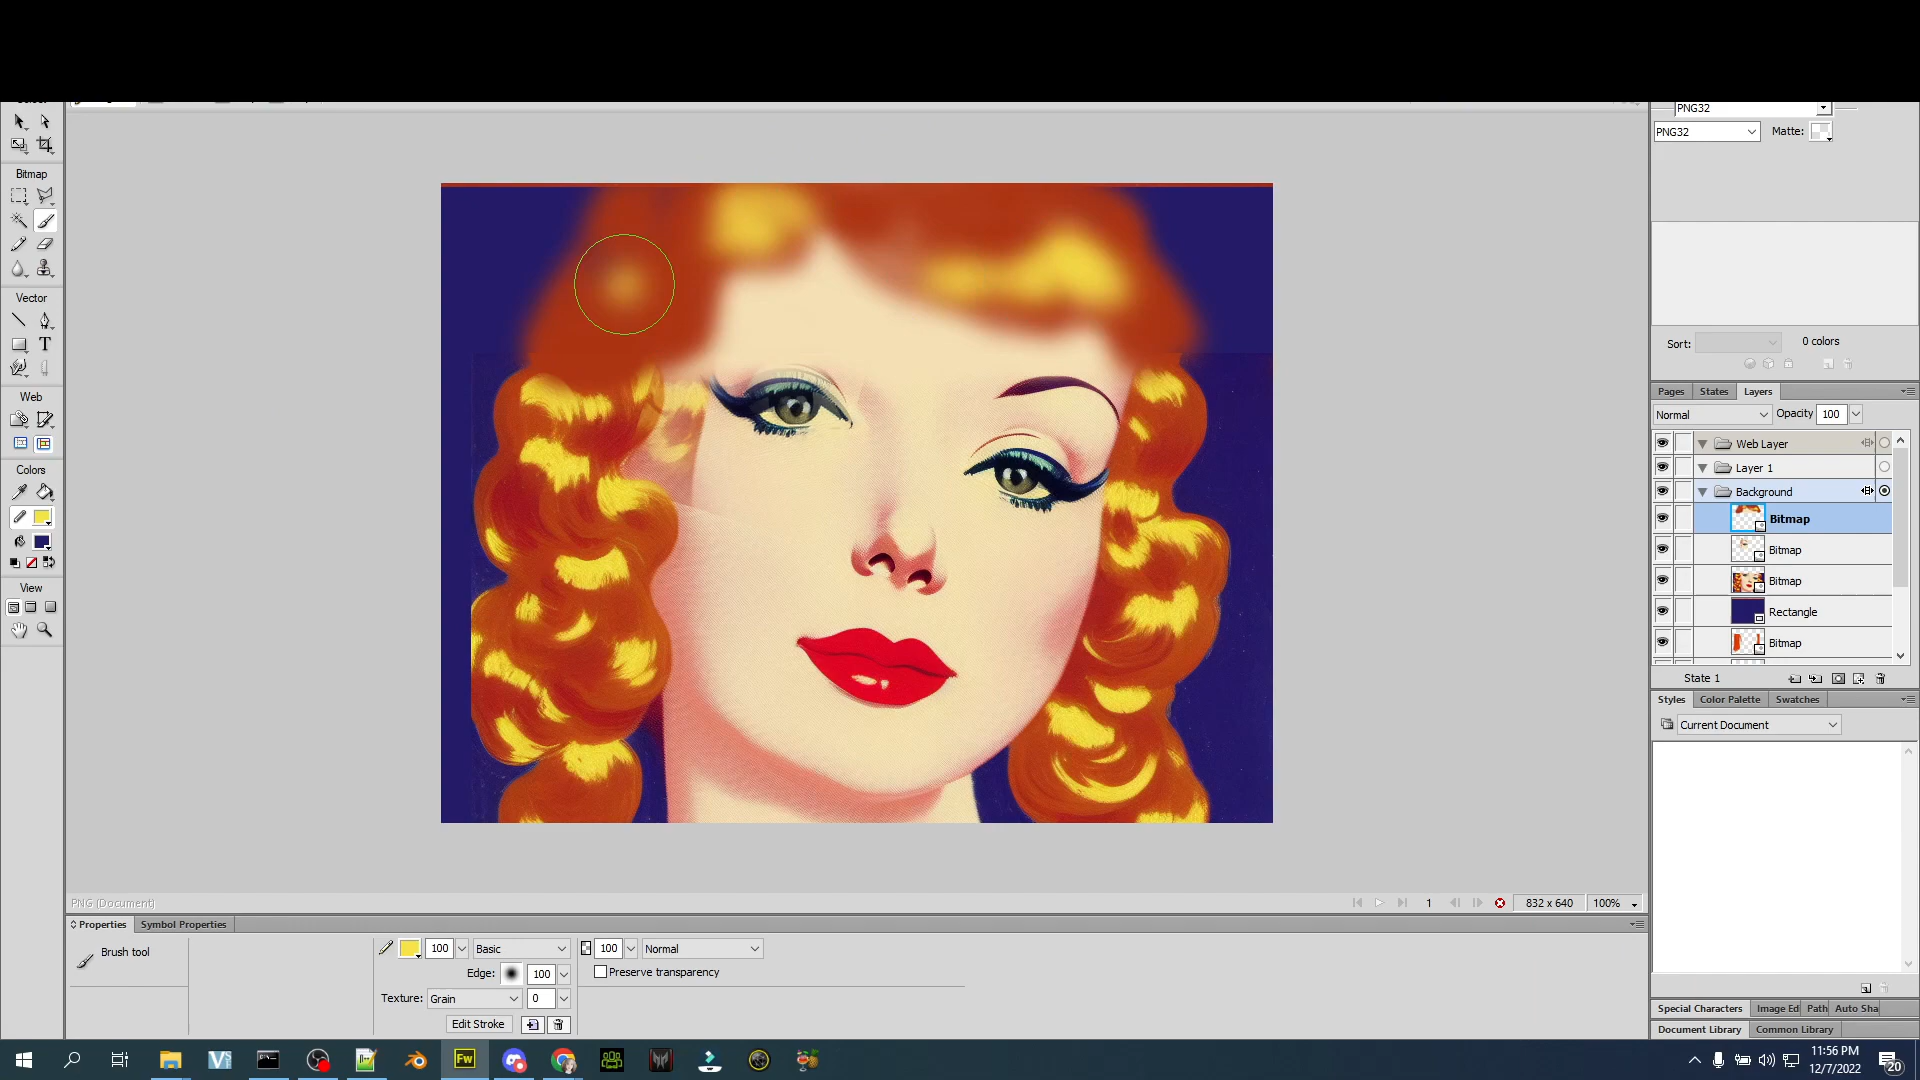 PNG32
PNG32
Matte:
Bitmap
Vector
T
Web
Colors
View
Sort:
0 colors
Pages
States
Layers
Normal
Opacity
100
Web Layer
Layer 1
Background
Bitmap
Bitmap
Bitmap
Rectangle
Bitmap
State 1
Styles
Color Palette
Swatches
Current Document
PNG (Document)
1
832 x 640
100%
Properties
Symbol Properties
Brush tool
100
Basic
100
Normal
Edge:
100
Preserve transparency
Texture:
Grain
0
Edit Stroke
Special Characters
Image Ed
Path
Auto Sha
Document Library
Common Library
Fw
11:56 PM
12/7/2022
20